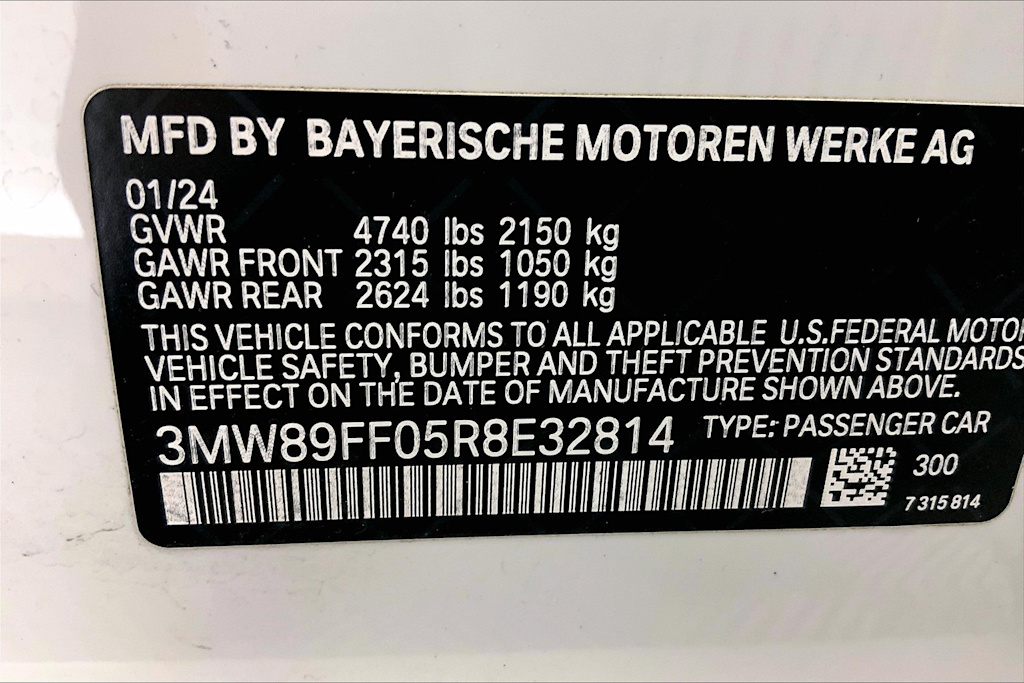 MFD BY BAYERISCHE MOTOREN WERKE AG
01/24
GVWR 4740 lbs 2150 kg
GAWR FRONT 2315 lbs 1050 kg
GAWR REAR 2624 lbs 1190 kg
THIS VEHICLE CONFORMS TO ALL APPLICABLE U.S.FEDERAL MOTOR
VEHICLE SAFETY, BUMPER AND THEFT PREVENTION STANDARDS
IN EFFECT ON THE DATE OF MANUFACTURE SHOWN ABOVE.
3MW89FF05R8E32814 TYPE: PASSENGER CAR
300
7 315 814